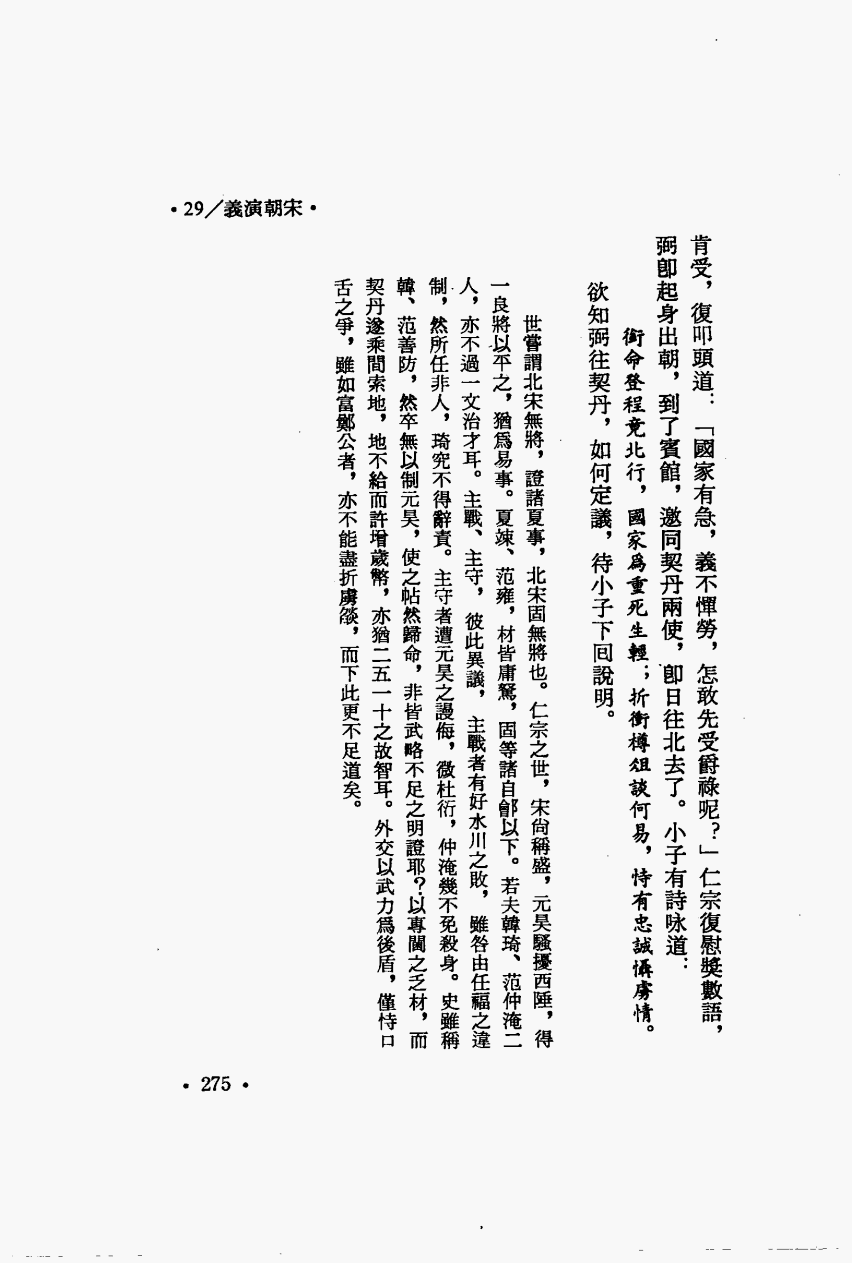 •29／義演朝宋•
肯受，復叩頭道：「國家有急，義不憚勞，怎敢先受爵祿呢？」仁宗復慰獎數語，
弼卽起身出朝，到了賓館，邀同契丹兩使，卽日往北去了。小子有詩咏道：
銜命登程竟北行，國家爲重死生輕；折衝樽俎談何易，恃有忠誠懾虜情。
欲知弼往契丹，如何定議，待小子下囘說明。
世嘗謂北宋無將，證諸夏事，北宋固無將也。仁宗之世，宋尙稱盛，元昊騷擾西陲，得
一良將以平之，猶爲易事。夏竦、范雍，材皆庸駑，固等諸自鄶以下。若夫韓琦、范仲淹二
人，亦不過一文治才耳。主戰、主守，彼此異議，主戰者有好水川之敗，雖咎由任福之違
制，然所任非人，琦究不得辭責。主守者遭元昊之謾侮，微杜衍，仲淹幾不免殺身。史雖稱
韓、范善防，然卒無以制元昊，使之帖然歸命，非皆武略不足之明證耶？以專閫之乏材，而
契丹遂乘間索地，地不給而許增歲幣，亦猶二五一十之故智耳。外交以武力爲後盾，僅恃口
舌之爭，雖如富鄭公者，亦不能盡折虜燄，而下此更不足道矣。
•275•